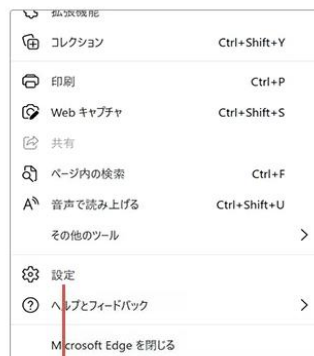 拡張機能
コレクション Ctrl+Shift+Y
印刷 Ctrl+P
Web キャプチャ Ctrl+Shift+S
共有
ページ内の検索 Ctrl+F
音声で読み上げる Ctrl+Shift+U
その他のツール
設定
ヘルプとフィードバック
Microsoft Edge を閉じる